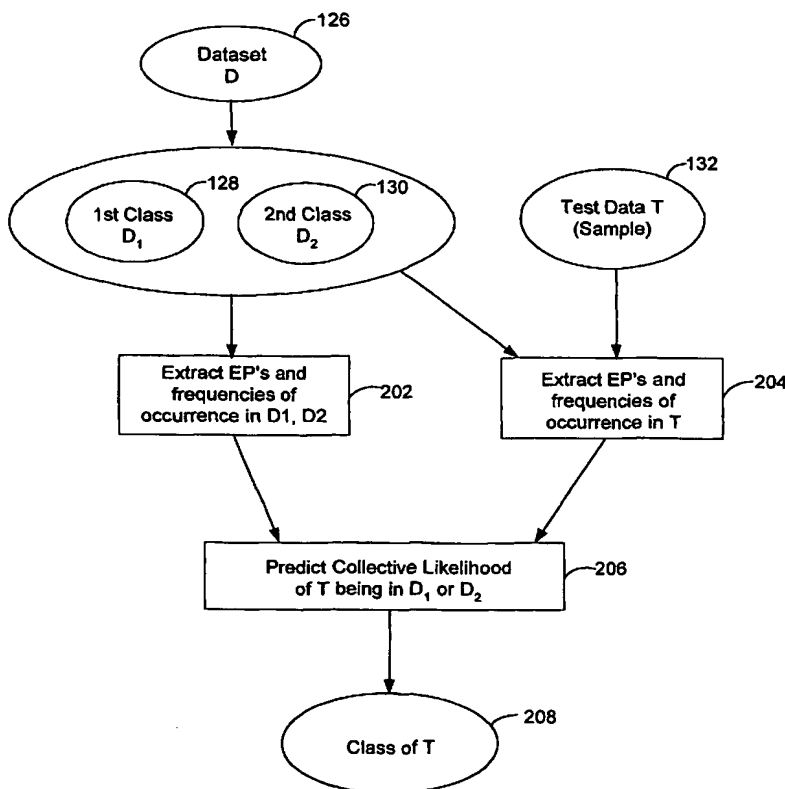 126
Dataset
D
128
1st Class
D₁
130
2nd Class
D₂
132
Test Data T
(Sample)
Extract EP's and
frequencies of
occurrence in D1, D2
202
Extract EP's and
frequencies of
occurrence in T
204
Predict Collective Likelihood
of T being in D₁ or D₂
206
208
Class of T